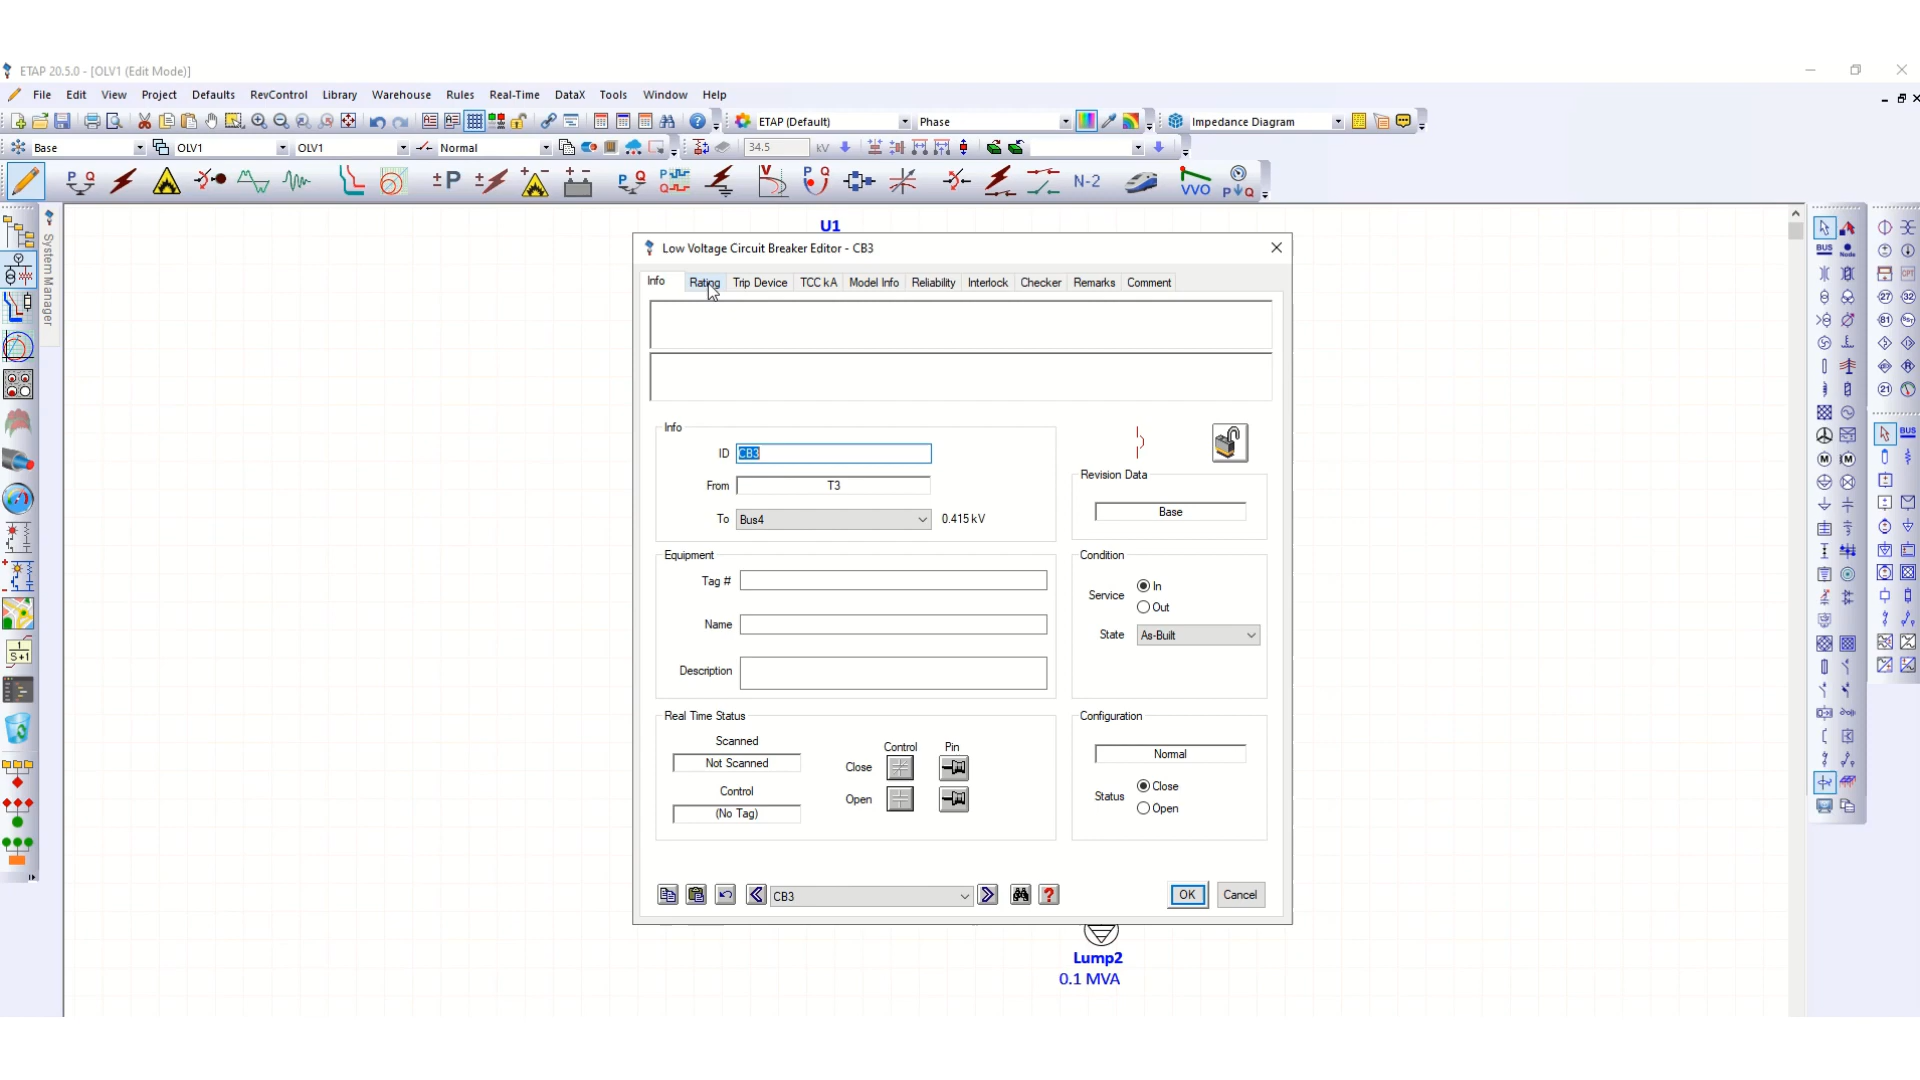 ETAP 20.5.0 - [OLV1 (Edit Mode)]
File Edit View Project Defaults RevControl Library Warehouse Rules Real-Time DataX Tools Window Help
ETAP (Default) Phase Impedance Diagram
Base OLV1 OLV1 Normal 34.5 kV
N-2 VVO
System Manager
U1
Low Voltage Circuit Breaker Editor - CB3
Info Rating Trip Device TCC kA Model Info Reliability Interlock Checker Remarks Comment
Info
ID CB3
From T3
To Bus4 0.415 kV
Revision Data
Base
Equipment
Tag #
Name
Description
Condition
Service In
Out
State As-Built
Real Time Status
Scanned
Not Scanned
Control
(No Tag)
Control Pin
Close
Open
Configuration
Normal
Status Close
Open
CB3
OK Cancel
Lump2
0.1 MVA